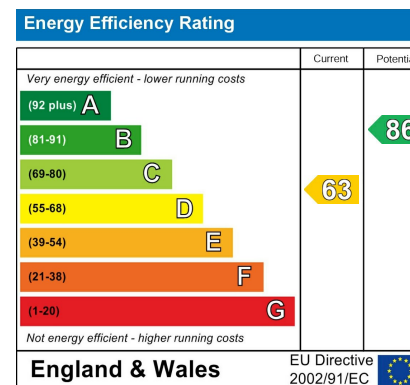 Energy Efficiency Rating
Current Potentia
Very energy efficient - lower running costs
(92 plus) A
(81-91) B
86
(69-80) C
63
(55-68) D
(39-54) E
(21-38) F
(1-20) G
Not energy efficient - higher running costs
England & Wales
EU Directive
2002/91/EC